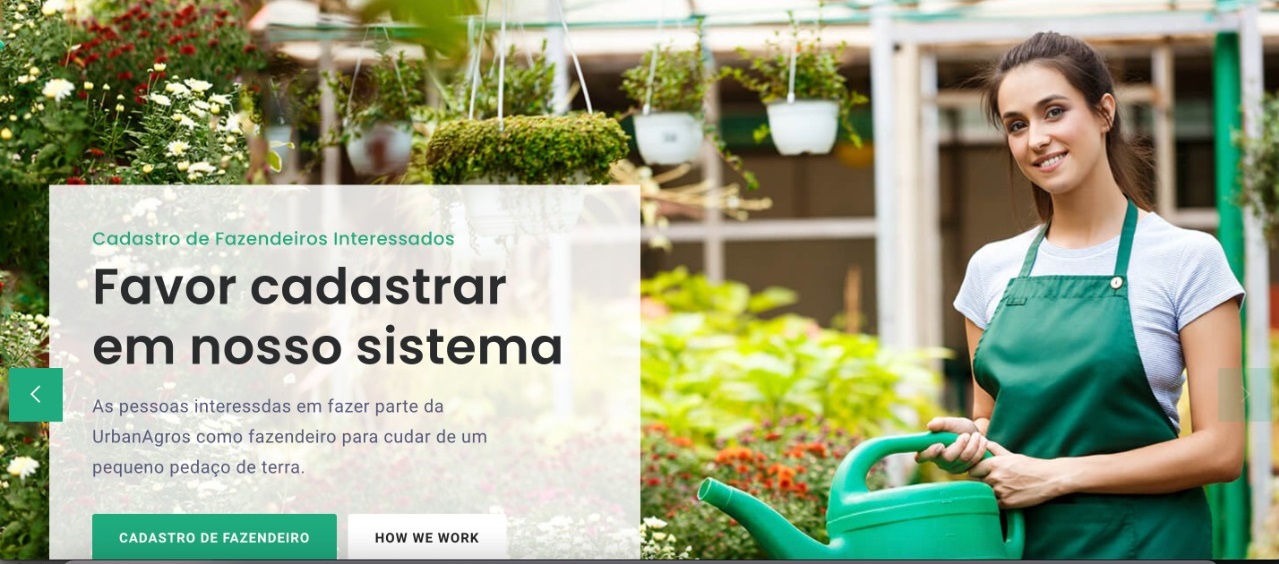 Cadastro de Fazendeiros Interessados
Favor cadastrar
em nosso sistema
As pessoas interessdas em fazer parte da
UrbanAgros como fazendeiro para cudar de um
pequeno pedaço de terra.
CADASTRO DE FAZENDEIRO
HOW WE WORK